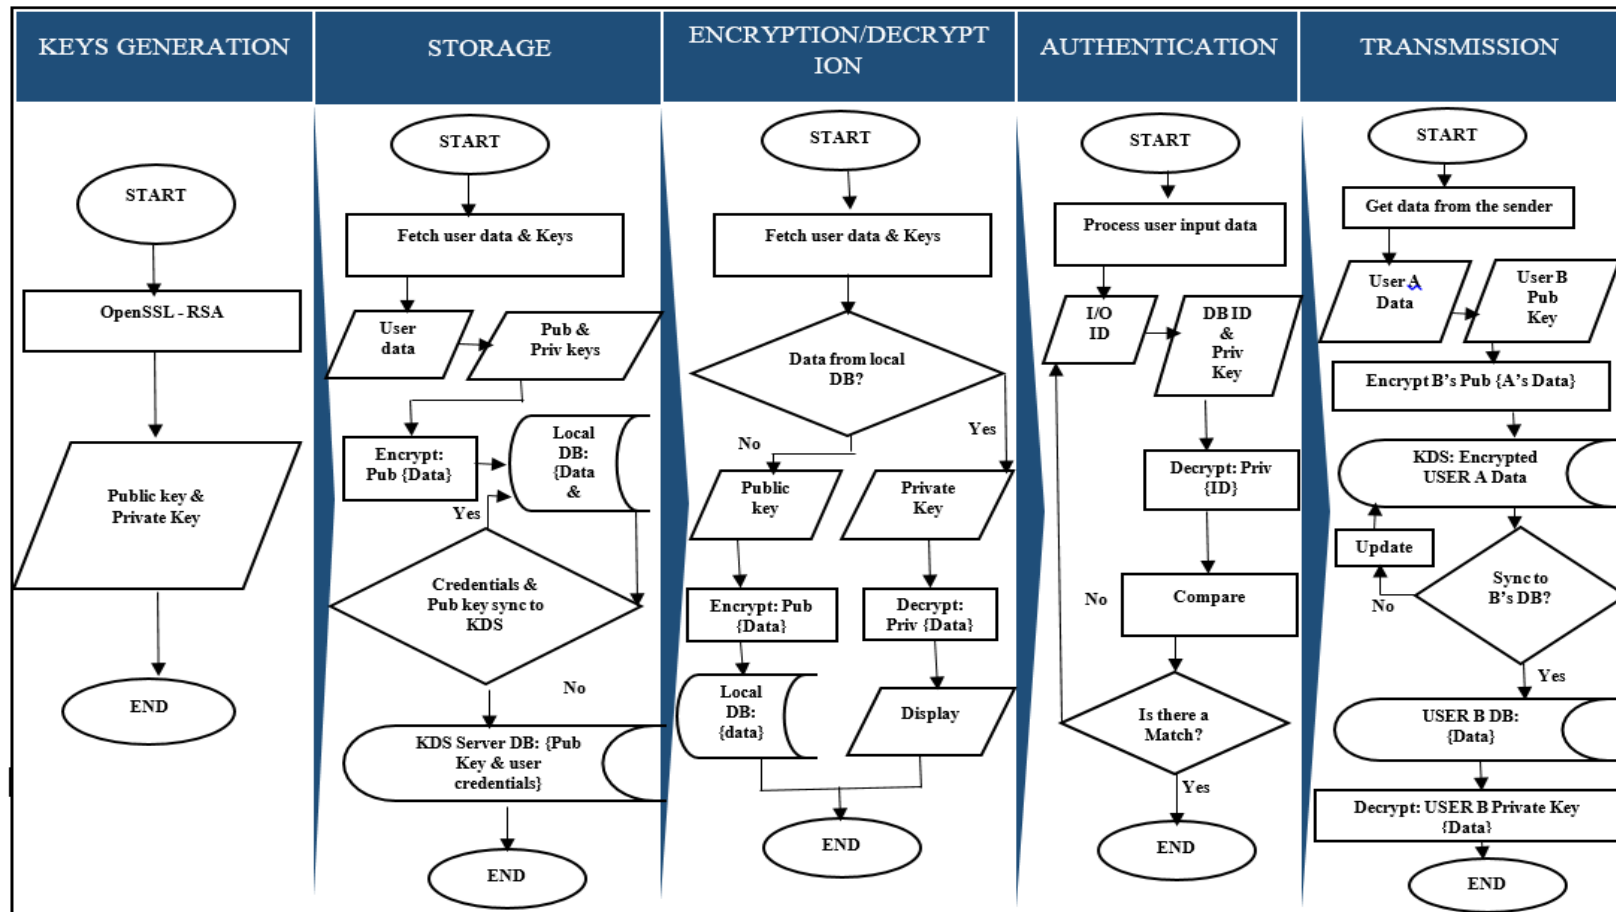 KEYS GENERATION
STORAGE
ENCRYPTION/DECRYPT
ION
AUTHENTICATION
TRANSMISSION
START
OpenSSL - RSA
Public key &
Private Key
END
START
Fetch user data & Keys
User
data
Pub &
Priv keys
Encrypt:
Pub {Data}
Local
DB:
{Data
&
Yes
Credentials &
Pub key sync to
KDS
No
KDS Server DB: {Pub
Key & user
credentials}
END
START
Fetch user data & Keys
Data from local
DB?
No
Yes
Public
key
Private
Key
Encrypt: Pub
{Data}
Decrypt:
Priv {Data}
Local
DB:
{data}
Display
END
START
Process user input data
I/O
ID
DB ID
&
Priv
Key
Decrypt: Priv
{ID}
No
Compare
Is there a
Match?
Yes
END
START
Get data from the sender
User A
Data
User B
Pub
Key
Encrypt B's Pub {A's Data}
KDS: Encrypted
USER A Data
Update
Sync to
B's DB?
No
Yes
USER B DB:
{Data}
Decrypt: USER B Private Key
{Data}
END